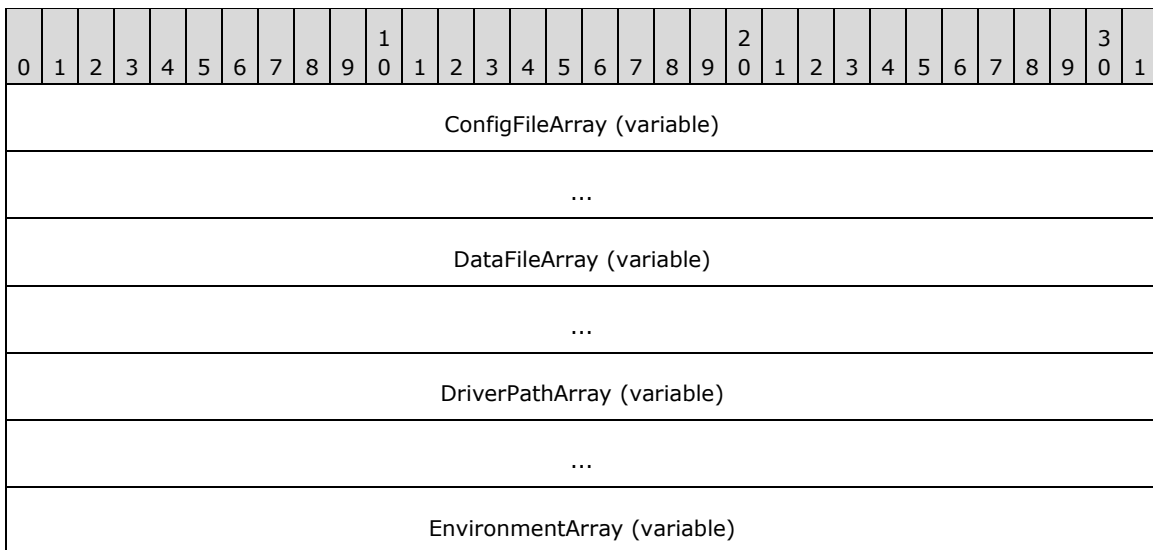 1 2 3
0 1 2 3 4 5 6 7 8 9 0 1 2 3 4 5 6 7 8 9 0 1 2 3 4 5 6 7 8 9 0 1
ConfigFileArray (variable)
...
DataFileArray (variable)
...
DriverPathArray (variable)
...
EnvironmentArray (variable)